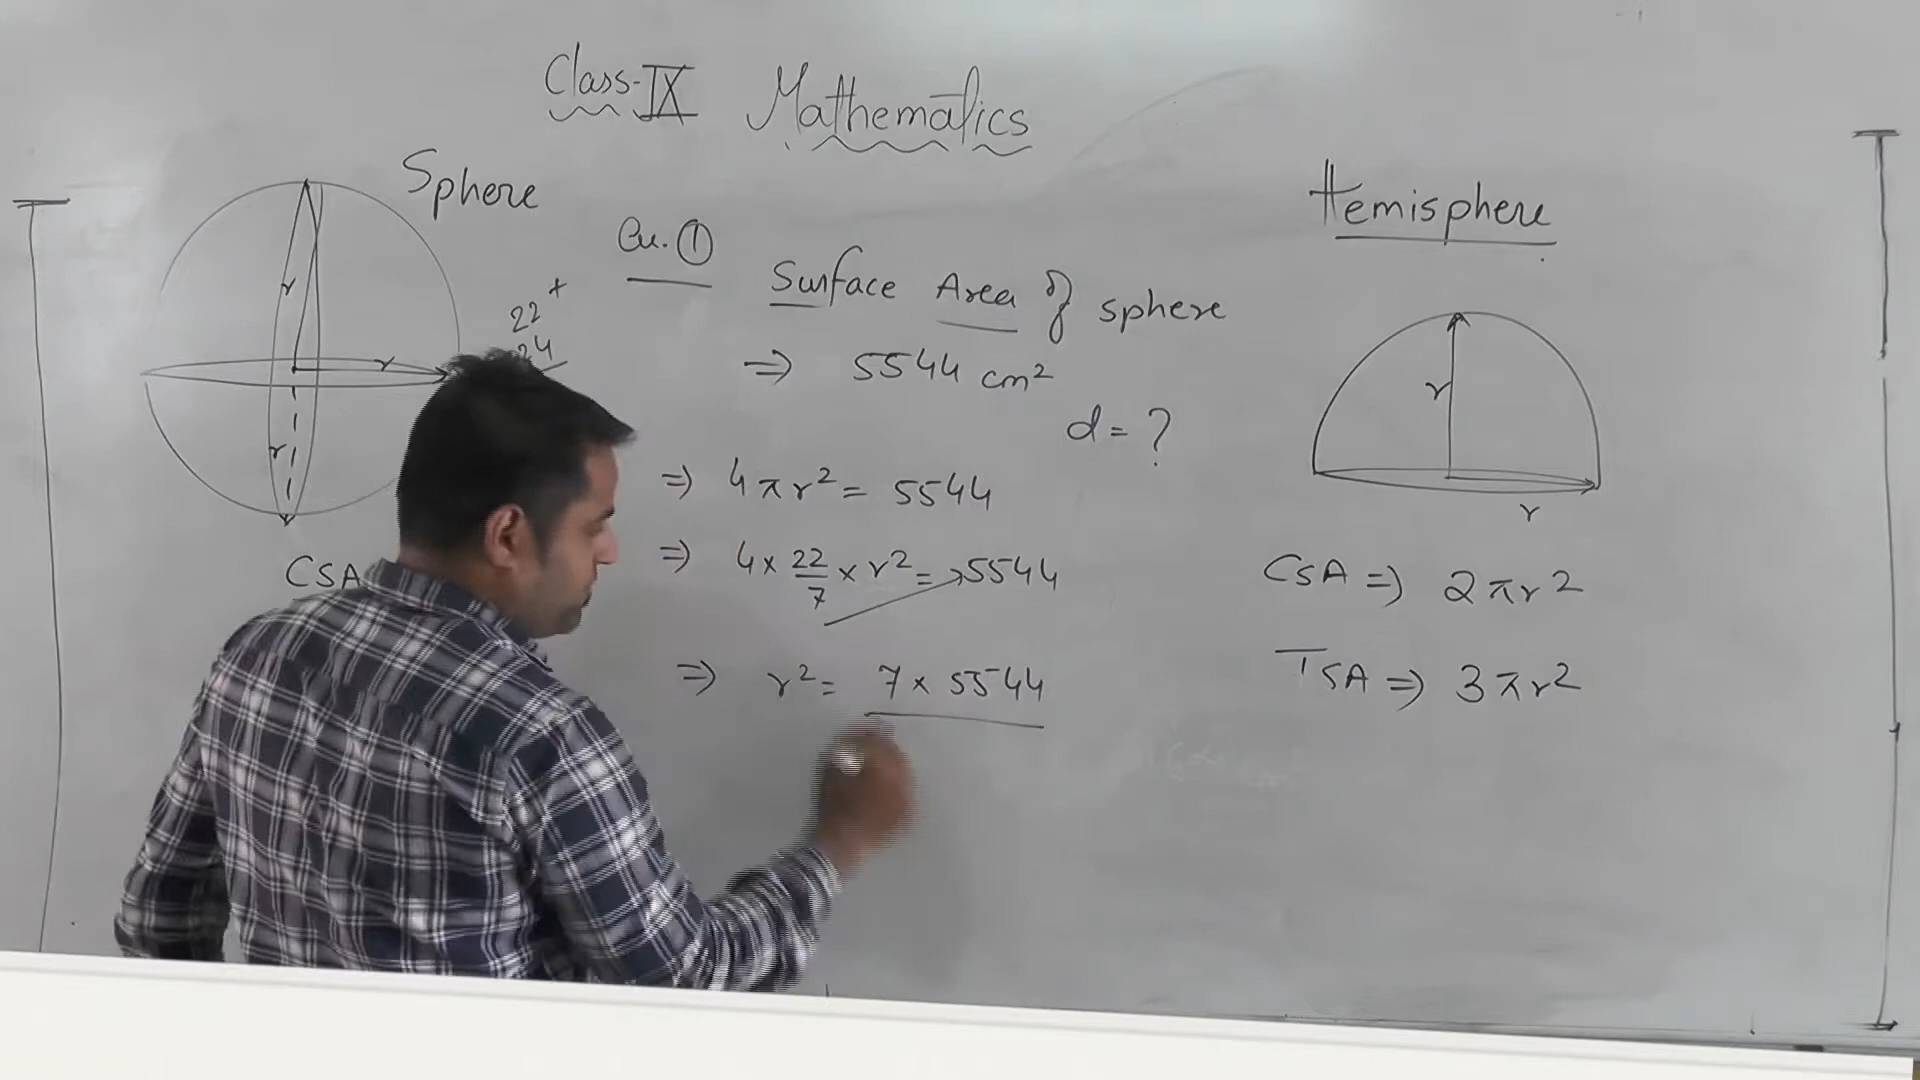 Class-IX Mathematics
Sphere
r
r
r
22 ×
24
CSA
Qu. ①
Surface Area of sphere
⇒ 5544 cm²
d = ?
⇒ 4πr² = 5544
⇒ 4 × 22/7 × r² = 5544
⇒ r² = 7 × 5544
Hemisphere
r
r
CSA ⇒ 2πr²
TSA ⇒ 3πr²